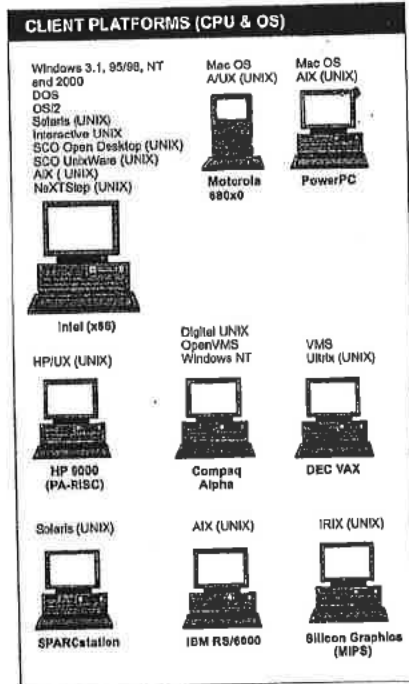 CLIENT PLATFORMS (CPU & OS)
Windows 3.1, 95/98, NT
and 2000
DOS
OS/2
Solaris (UNIX)
Interactive UNIX
SCO Open Desktop (UNIX)
SCO UnixWare (UNIX)
AIX ( UNIX)
NeXTStep (UNIX)
Intel (x86)
Mac OS
A/UX (UNIX)
Motorola
680x0
Mac OS
AIX (UNIX)
PowerPC
HP/UX (UNIX)
HP 9000
(PA-RISC)
Digital UNIX
OpenVMS
Windows NT
Compaq
Alpha
VMS
Ultrix (UNIX)
DEC VAX
Solaris (UNIX)
SPARCstation
AIX (UNIX)
IBM RS/6000
IRIX (UNIX)
Silicon Graphics
(MIPS)